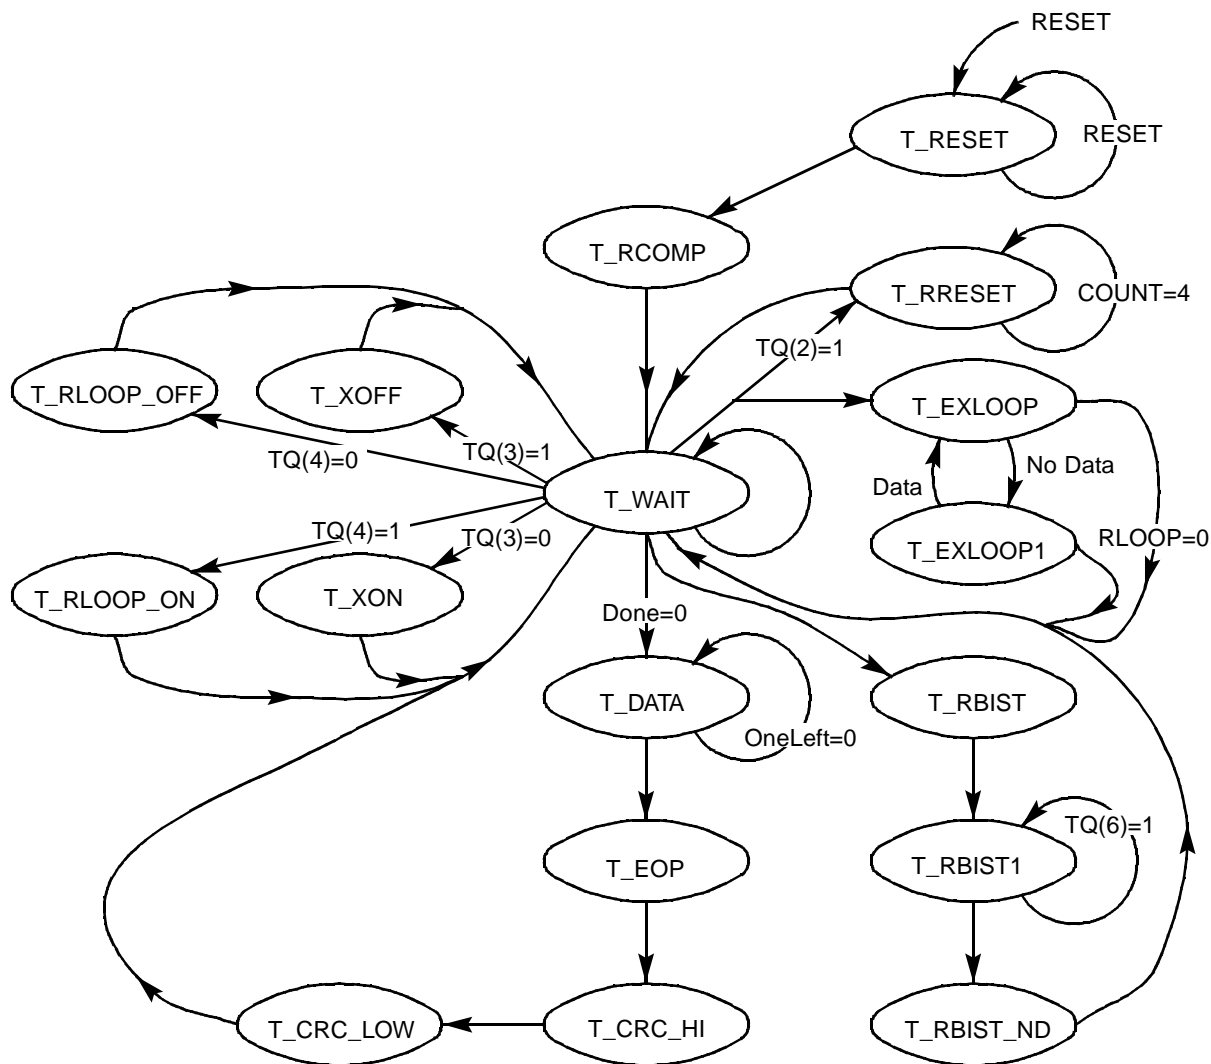 RESET
T_RESET
RESET
T_RCOMP
T_RRESET
COUNT=4
TQ(2)=1
T_RLOOP_OFF
T_XOFF
T_EXLOOP
TQ(4)=0
TQ(3)=1
No Data
Data
T_WAIT
TQ(4)=1
TQ(3)=0
RLOOP=0
T_EXLOOP1
T_RLOOP_ON
T_XON
Done=0
T_DATA
T_RBIST
OneLeft=0
TQ(6)=1
T_EOP
T_RBIST1
T_CRC_LOW
T_CRC_HI
T_RBIST_ND